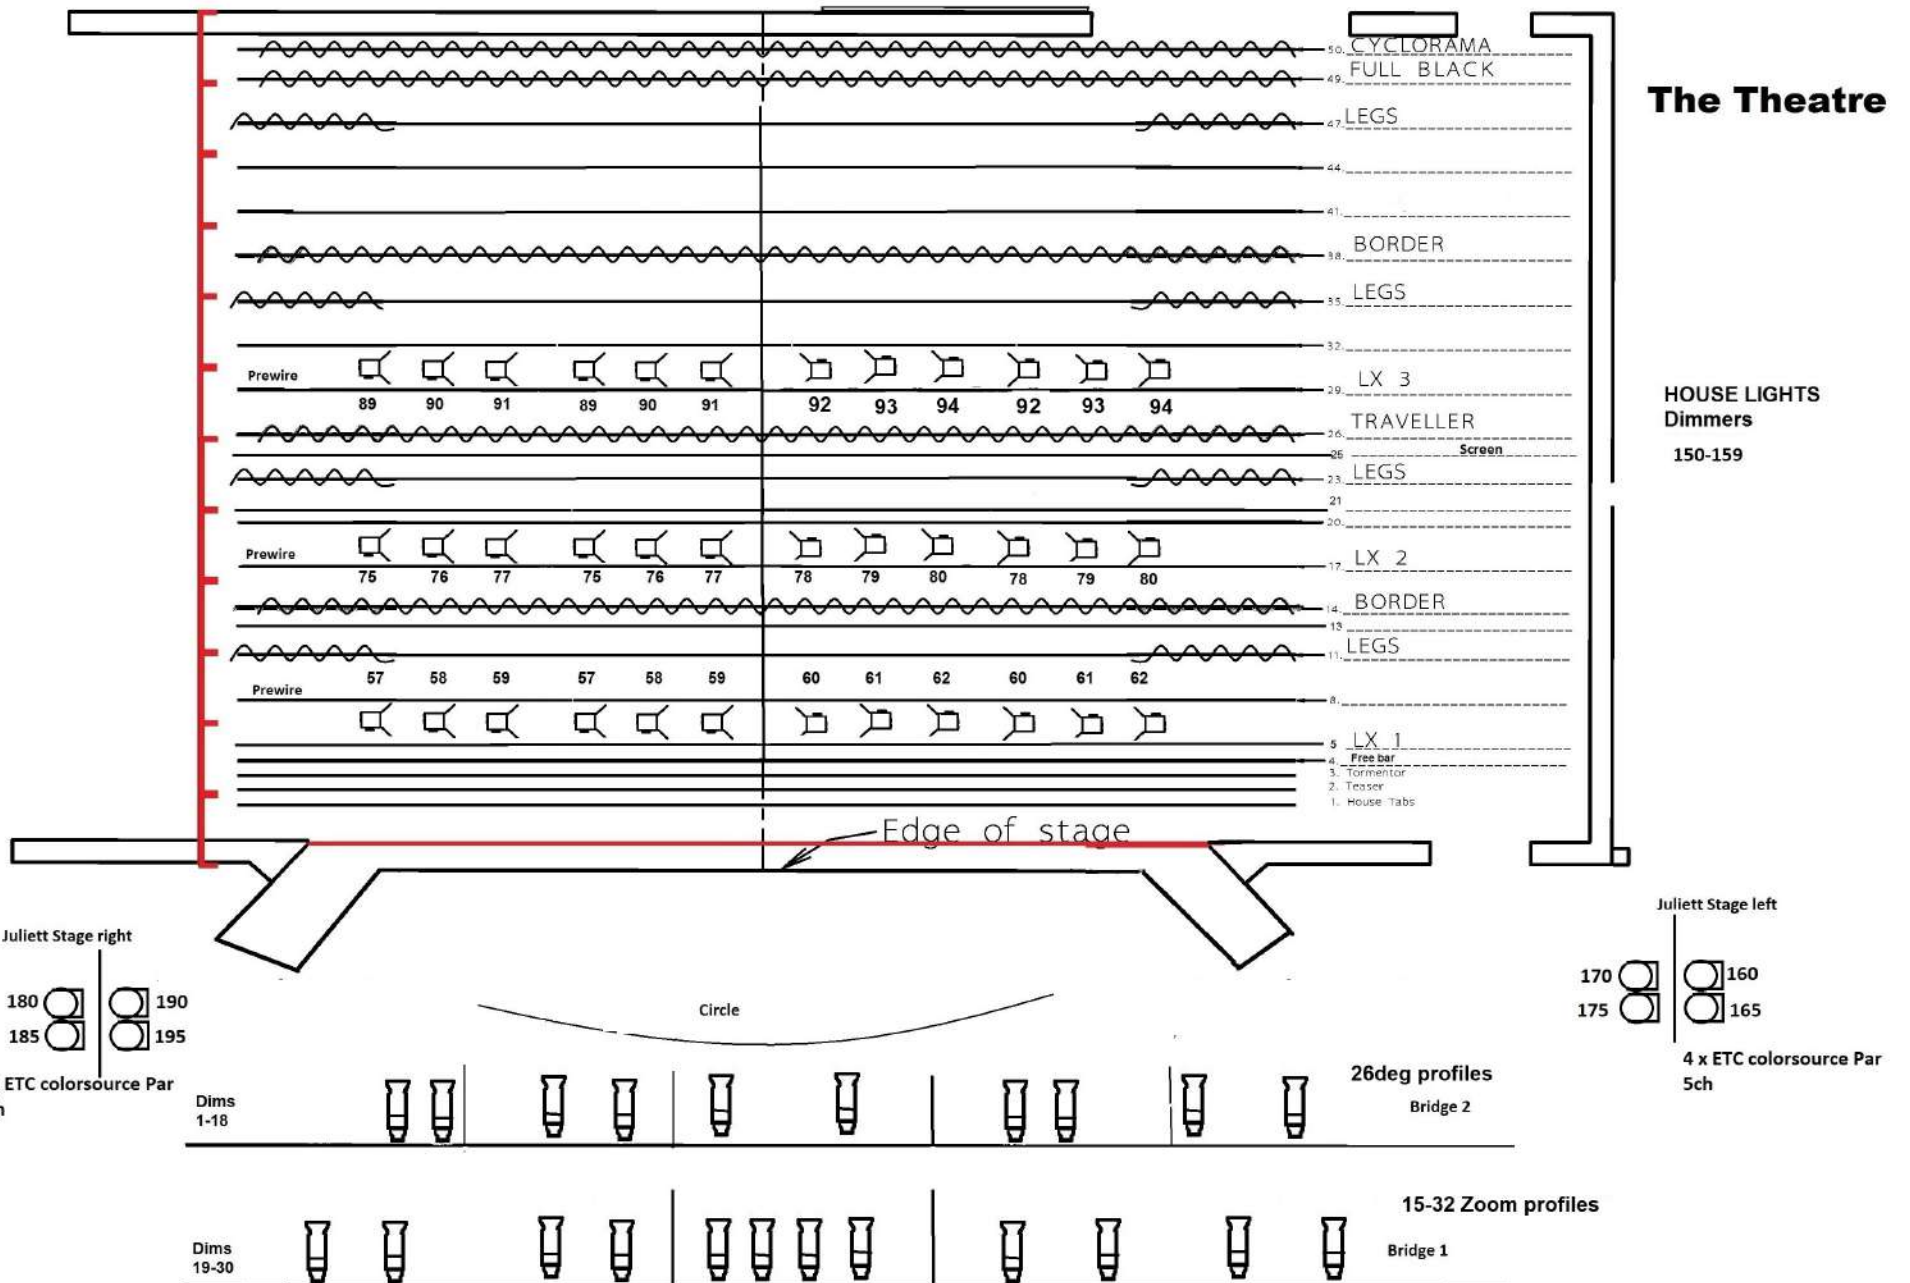 50. CYCLORAMA
49. FULL BLACK
The Theatre
47. LEGS
44.
41.
38. BORDER
35. LEGS
32.
Prewire
29. LX 3
89 90 91 89 90 91 92 93 94 92 93 94
HOUSE LIGHTS
Dimmers
150-159
26. TRAVELLER
25 Screen
23. LEGS
21
20.
Prewire
17. LX 2
75 76 77 75 76 77 78 79 80 78 79 80
14. BORDER
13
11. LEGS
57 58 59 57 58 59 60 61 62 60 61 62
Prewire
8.
5 LX 1
4. Free bar
3. Tormentor
2. Teaser
1. House Tabs
Edge of stage
Juliett Stage right
180 190
185 195
ETC colorsource Par
Juliett Stage left
170 160
175 165
4 x ETC colorsource Par
5ch
Circle
26deg profiles
Bridge 2
Dims
1-18
15-32 Zoom profiles
Bridge 1
Dims
19-30